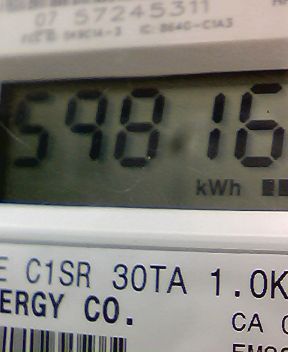 07 57245311
59816
kWh
E C1SR 30TA 1.0K
ERGY CO.
CA